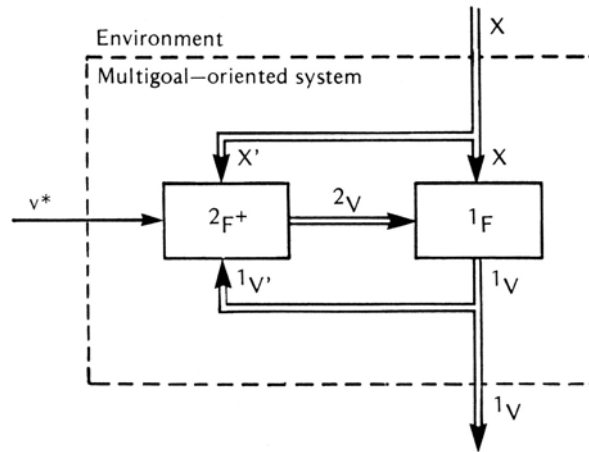 X
Environment
Multigoal—oriented system
X'
X
v*
²F⁺
²V
¹F
¹V'
¹V
¹V